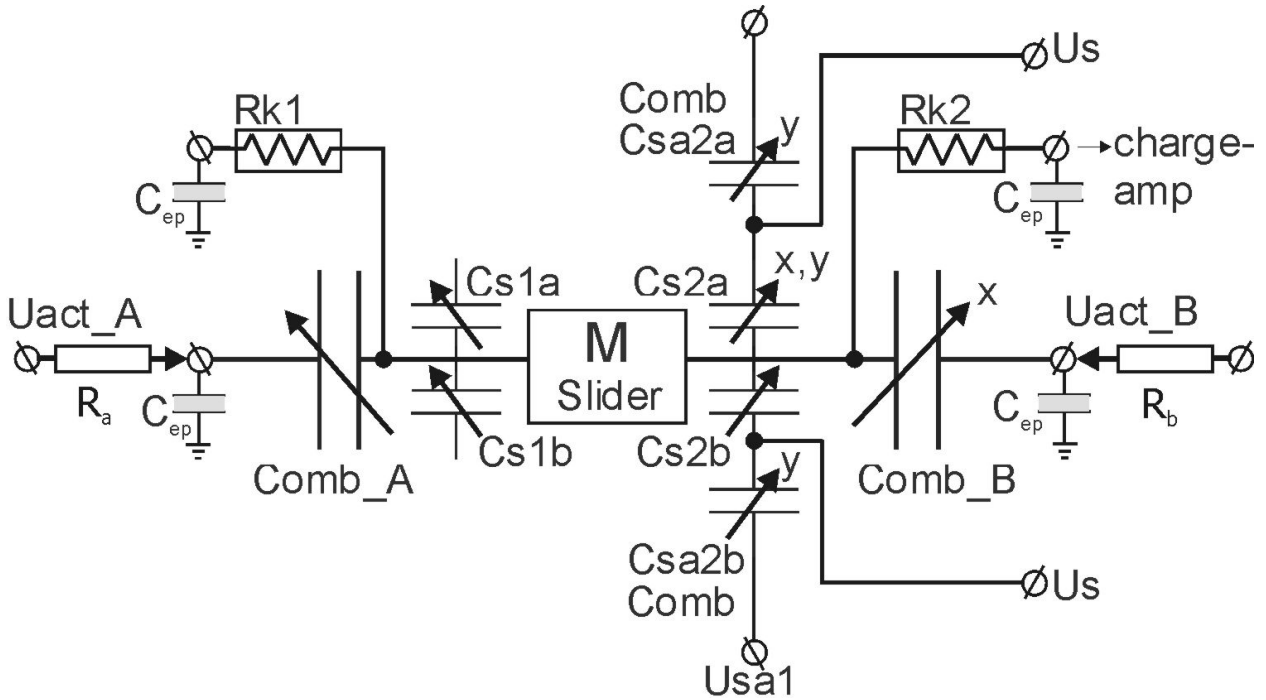 Us
Comb
Csa2a
y
Rk1
Rk2
charge-
amp
Cep
Cep
Cs1a
Cs2a
x,y
x
Uact_A
Uact_B
M
Slider
Ra
Cep
Cep
Rb
Cs1b
Cs2b
Comb_A
y
Comb_B
Csa2b
Comb
Us
Usa1